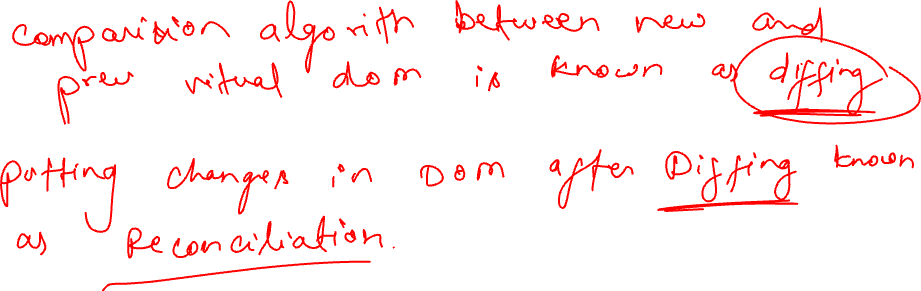 comparision algorith between new and
prev vitual dom is known as diffing
putting changes in DOM after Diffing known
as Reconciliation.